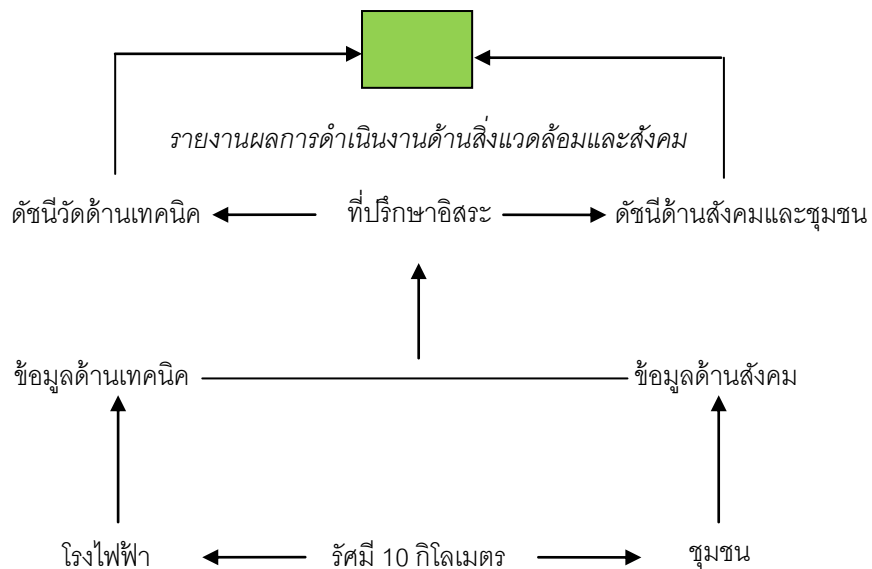 รายงานผลการดำเนินงานด้านสิ่งแวดล้อมและสังคม
ดัชนีวัดด้านเทคนิค ที่ปรึกษาอิสระ ดัชนีด้านสังคมและชุมชน
ข้อมูลด้านเทคนิค ข้อมูลด้านสังคม
โรงไฟฟ้า รัศมี 10 กิโลเมตร ชุมชน